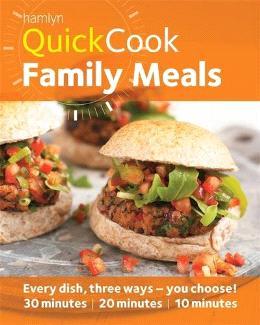 hamlyn
QuickCook
Family Meals
Every dish, three ways – you choose!
30 minutes | 20 minutes | 10 minutes